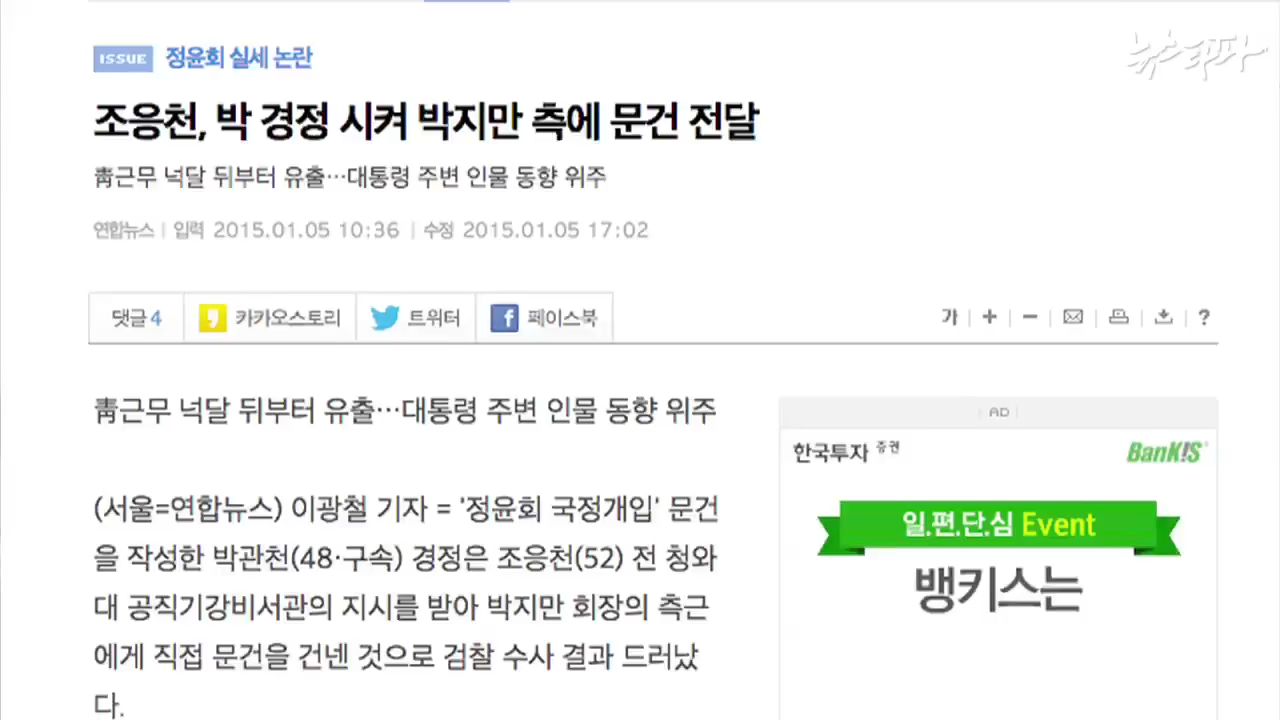 뉴스타파
ISSUE 정윤회 실세 논란
조응천, 박 경정 시켜 박지만 측에 문건 전달
靑근무 넉달 뒤부터 유출…대통령 주변 인물 동향 위주
연합뉴스 | 입력 2015.01.05 10:36 | 수정 2015.01.05 17:02
댓글 4 카카오스토리 트위터 f 페이스북 가 | + | − | ?
靑근무 넉달 뒤부터 유출…대통령 주변 인물 동향 위주
(서울=연합뉴스) 이광철 기자 = '정윤회 국정개입' 문건
을 작성한 박관천(48·구속) 경정은 조응천(52) 전 청와
대 공직기강비서관의 지시를 받아 박지만 회장의 측근
에게 직접 문건을 건넨 것으로 검찰 수사 결과 드러났
다.
AD
한국투자 증권 BanKIS
일.편.단.심 Event
뱅키스는